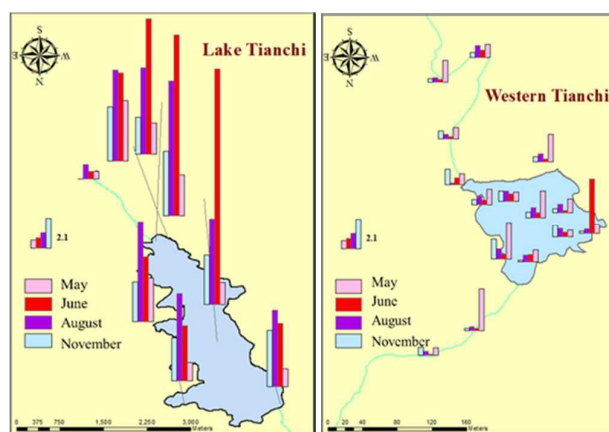 S
E
W
N
Lake Tianchi
2.1
May
June
August
November
0 375 750 1,500 2,250 3,000
Meters
S
E
W
N
Western Tianchi
2.1
May
June
August
November
0 20 40 80 120 160
Meters